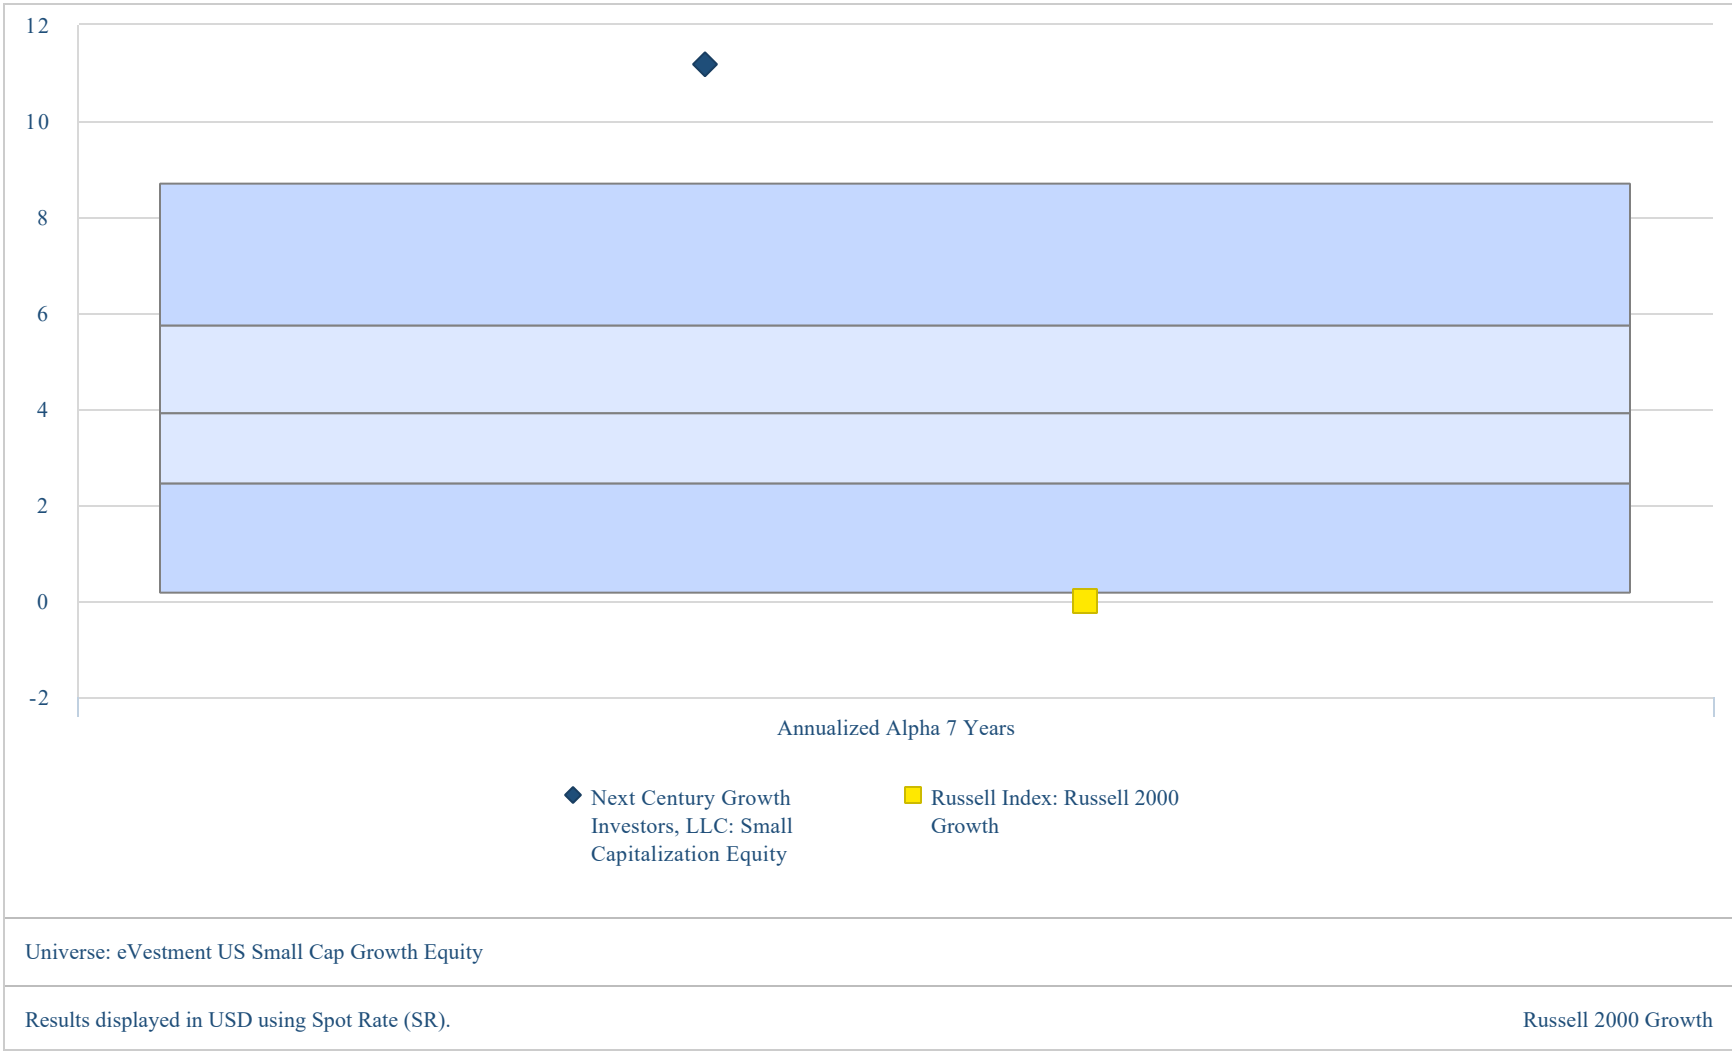 12
10
8
6
4
2
0
-2
Annualized Alpha 7 Years
Next Century Growth
Investors, LLC: Small
Capitalization Equity
Russell Index: Russell 2000
Growth
Universe: eVestment US Small Cap Growth Equity
Results displayed in USD using Spot Rate (SR).
Russell 2000 Growth